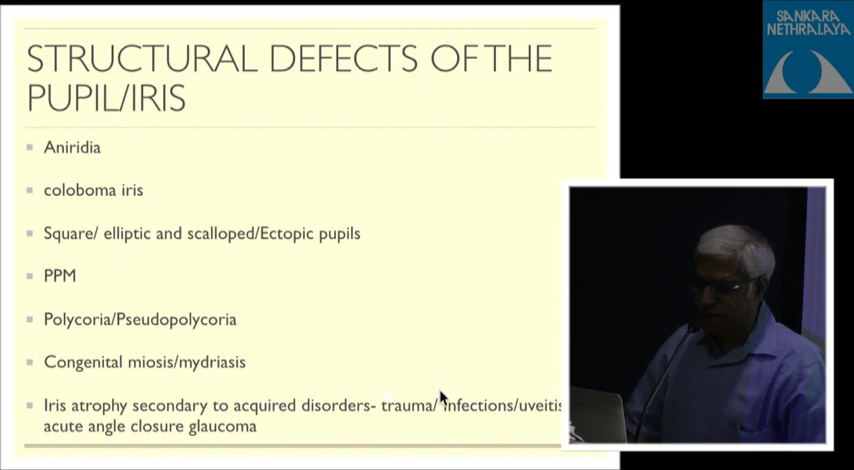 SANKARA
NETHRALAYA
STRUCTURAL DEFECTS OF THE
PUPIL/IRIS
Aniridia
coloboma iris
Square/ elliptic and scalloped/Ectopic pupils
PPM
Polycoria/Pseudopolycoria
Congenital miosis/mydriasis
Iris atrophy secondary to acquired disorders- trauma/ infections/uveitis
acute angle closure glaucoma